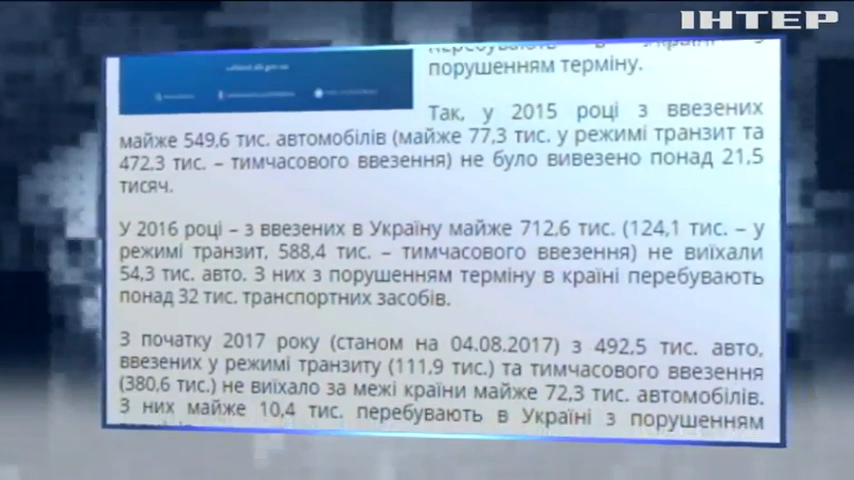 ІНТЕР
порушенням терміну.
Так, у 2015 році з ввезених
майже 549,6 тис. автомобілів (майже 77,3 тис. у режимі транзит та
472,3 тис. – тимчасового ввезення) не було вивезено понад 21,5
тисяч.
У 2016 році – з ввезених в Україну майже 712,6 тис. (124,1 тис. – у
режимі транзит, 588,4 тис. – тимчасового ввезення) не виїхали
54,3 тис. авто. З них з порушенням терміну в країні перебувають
понад 32 тис. транспортних засобів.
З початку 2017 року (станом на 04.08.2017) з 492,5 тис. авто,
ввезених у режимі транзиту (111,9 тис.) та тимчасового ввезення
(380,6 тис.) не виїхало за межі країни майже 72,3 тис. автомобілів.
З них майже 10,4 тис. перебувають в Україні з порушенням